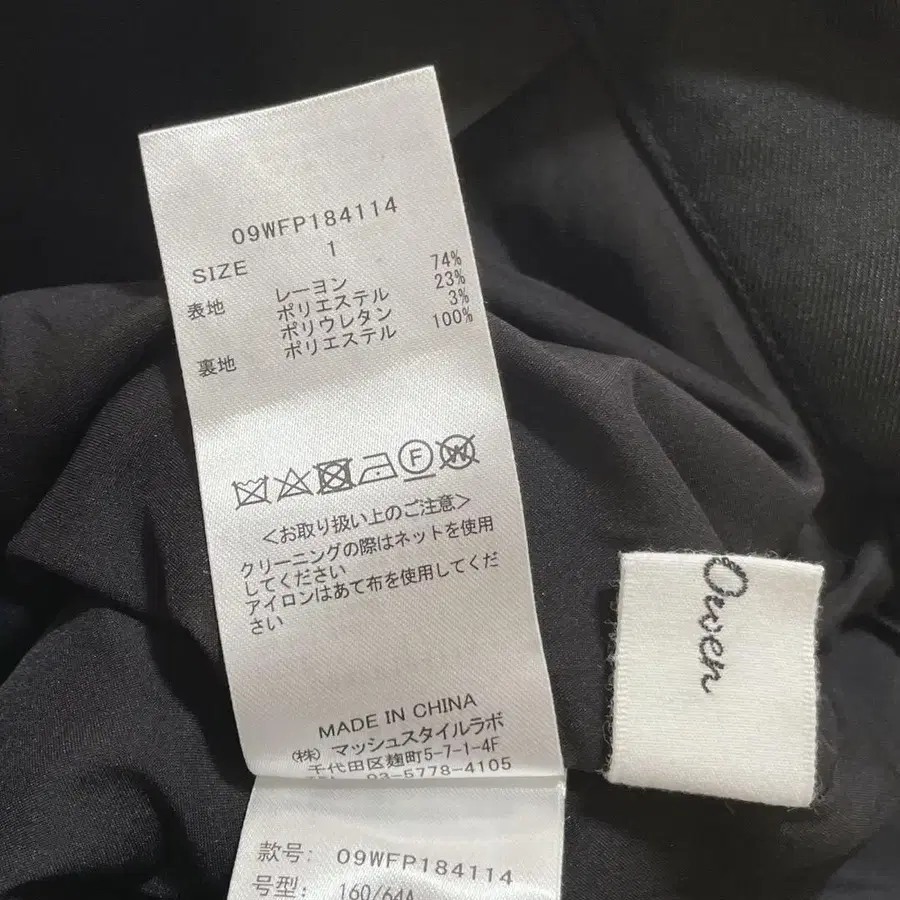 09WFP184114
SIZE 1
表地 レーヨン 74%
ポリエステル 23%
ポリウレタン 3%
裏地 ポリエステル 100%
F W
<お取り扱い上のご注意>
クリーニングの際はネットを使用
してください
アイロンはあて布を使用してくだ
さい
MADE IN CHINA
(株)マッシュスタイルラボ
千代田区麹町5-7-1-4F
03-5778-4105
款号: 09WFP184114
号型: 160/64A
Owen